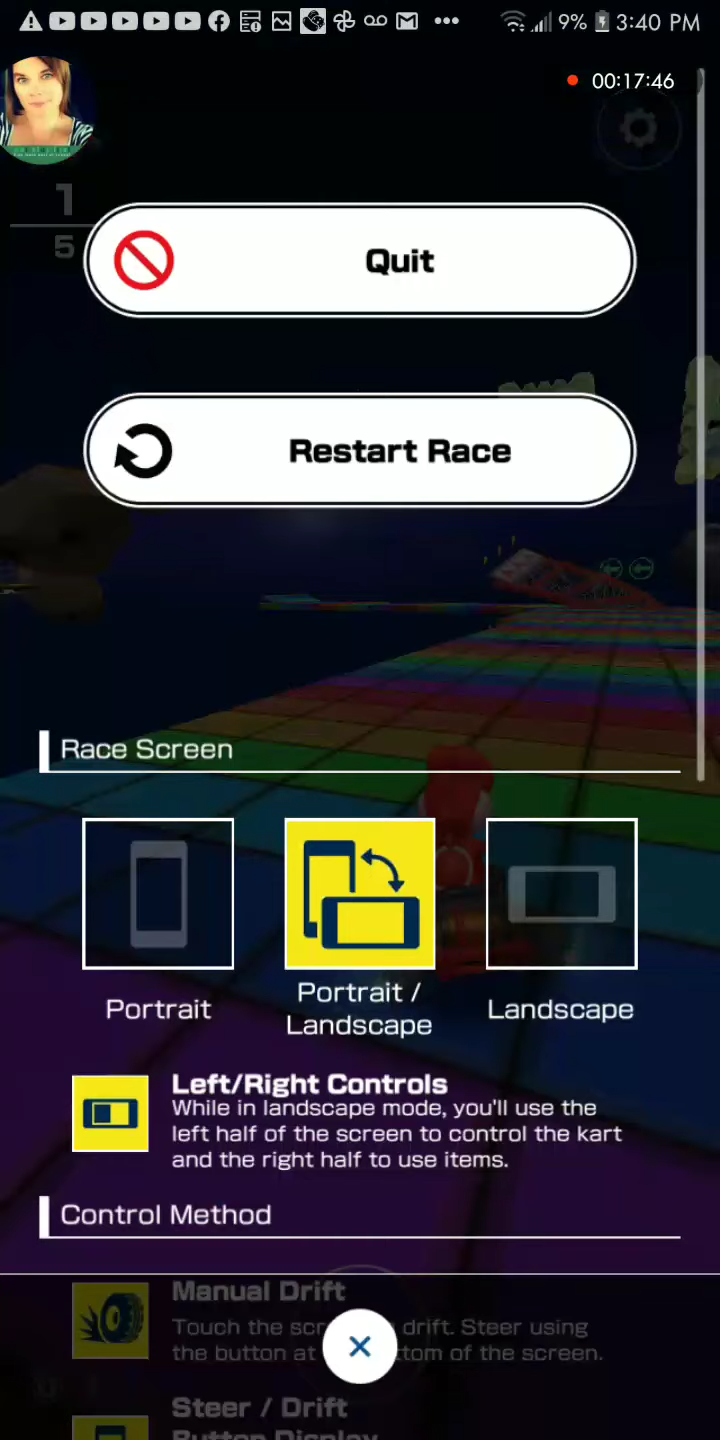 9% 3:40 PM
00:17:46
1
5
Quit
Restart Race
Race Screen
Portrait
Portrait /
Landscape
Landscape
Left/Right Controls
While in landscape mode, you'll use the
left half of the screen to control the kart
and the right half to use items.
Control Method
Manual Drift
Touch the scr drift. Steer using
the button at tom of the screen.
Steer / Drift
Button Display